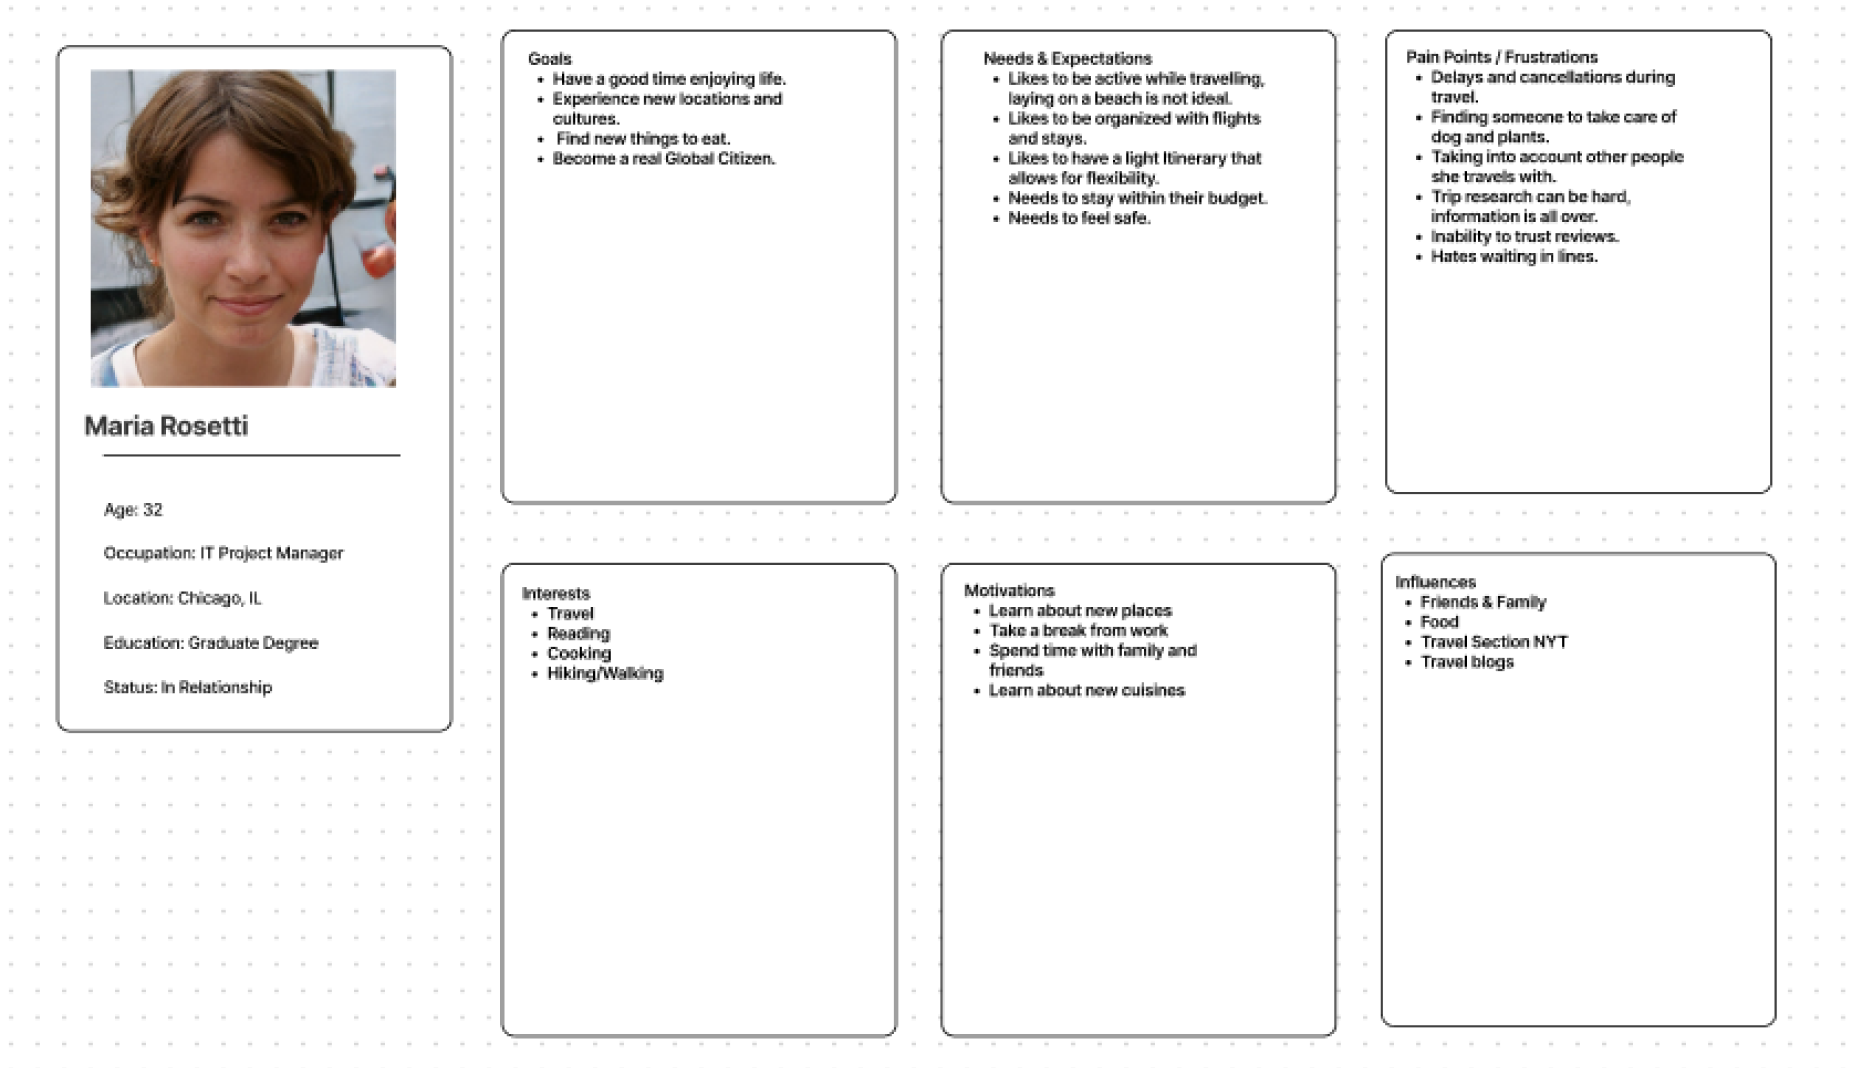 Maria Rosetti
Age: 32
Occupation: IT Project Manager
Location: Chicago, IL
Education: Graduate Degree
Status: In Relationship
Goals
• Have a good time enjoying life.
• Experience new locations and
cultures.
• Find new things to eat.
• Become a real Global Citizen.
Needs & Expectations
• Likes to be active while travelling,
laying on a beach is not ideal.
• Likes to be organized with flights
and stays.
• Likes to have a light Itinerary that
allows for flexibility.
• Needs to stay within their budget.
• Needs to feel safe.
Pain Points / Frustrations
• Delays and cancellations during
travel.
• Finding someone to take care of
dog and plants.
• Taking into account other people
she travels with.
• Trip research can be hard,
information is all over.
• Inability to trust reviews.
• Hates waiting in lines.
Interests
• Travel
• Reading
• Cooking
• Hiking/Walking
Motivations
• Learn about new places
• Take a break from work
• Spend time with family and
friends
• Learn about new cuisines
Influences
• Friends & Family
• Food
• Travel Section NYT
• Travel blogs